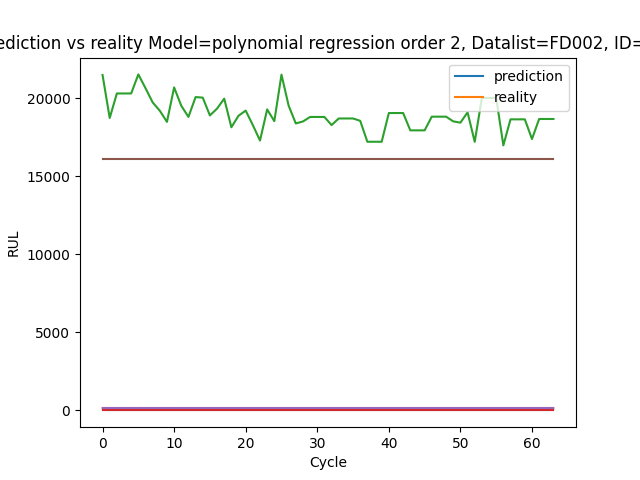 ediction vs reality Model=polynomial regression order 2, Datalist=FD002, ID=
prediction
reality
20000
15000
10000
5000
0
RUL
0 10 20 30 40 50 60
Cycle